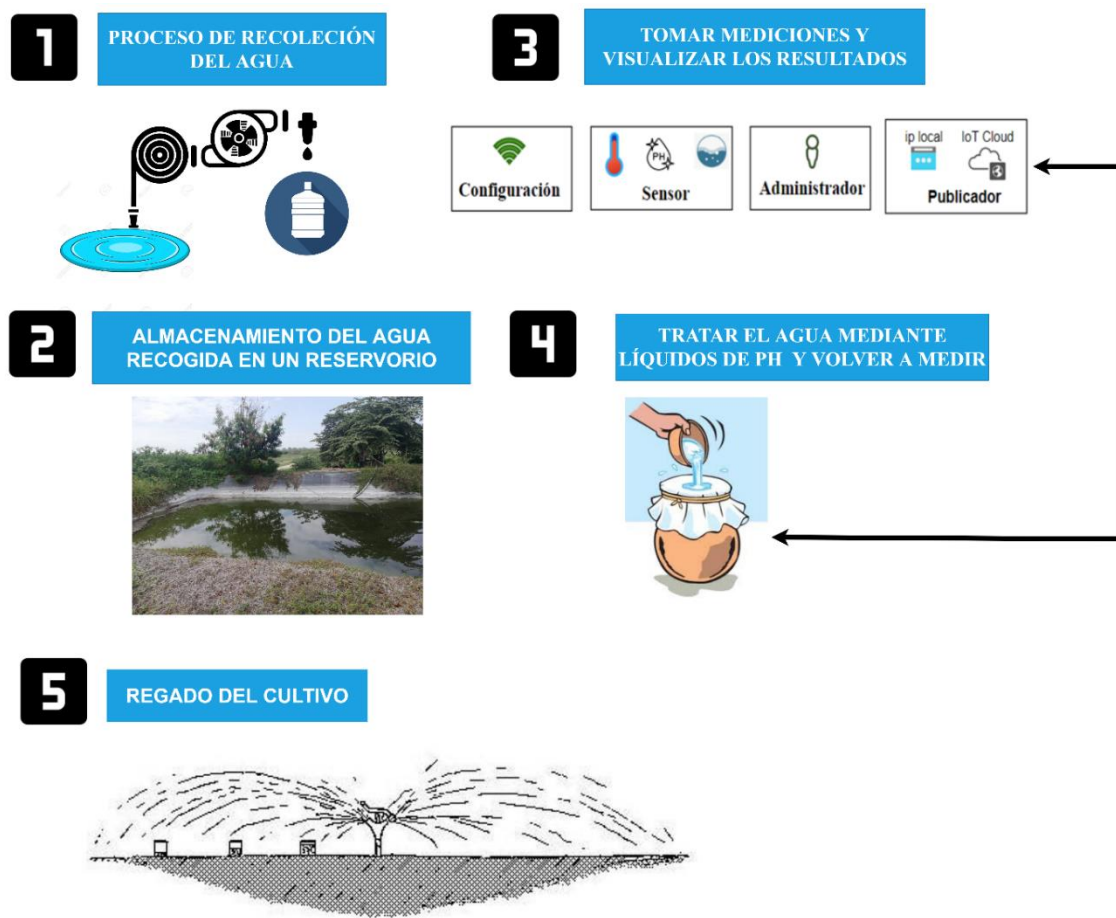 1
PROCESO DE RECOLECIÓN
DEL AGUA
2
ALMACENAMIENTO DEL AGUA
RECOGIDA EN UN RESERVORIO
3
TOMAR MEDICIONES Y
VISUALIZAR LOS RESULTADOS
Configuración
PH
Sensor
Administrador
ip local
IoT Cloud
Publicador
4
TRATAR EL AGUA MEDIANTE
LÍQUIDOS DE PH Y VOLVER A MEDIR
5
REGADO DEL CULTIVO